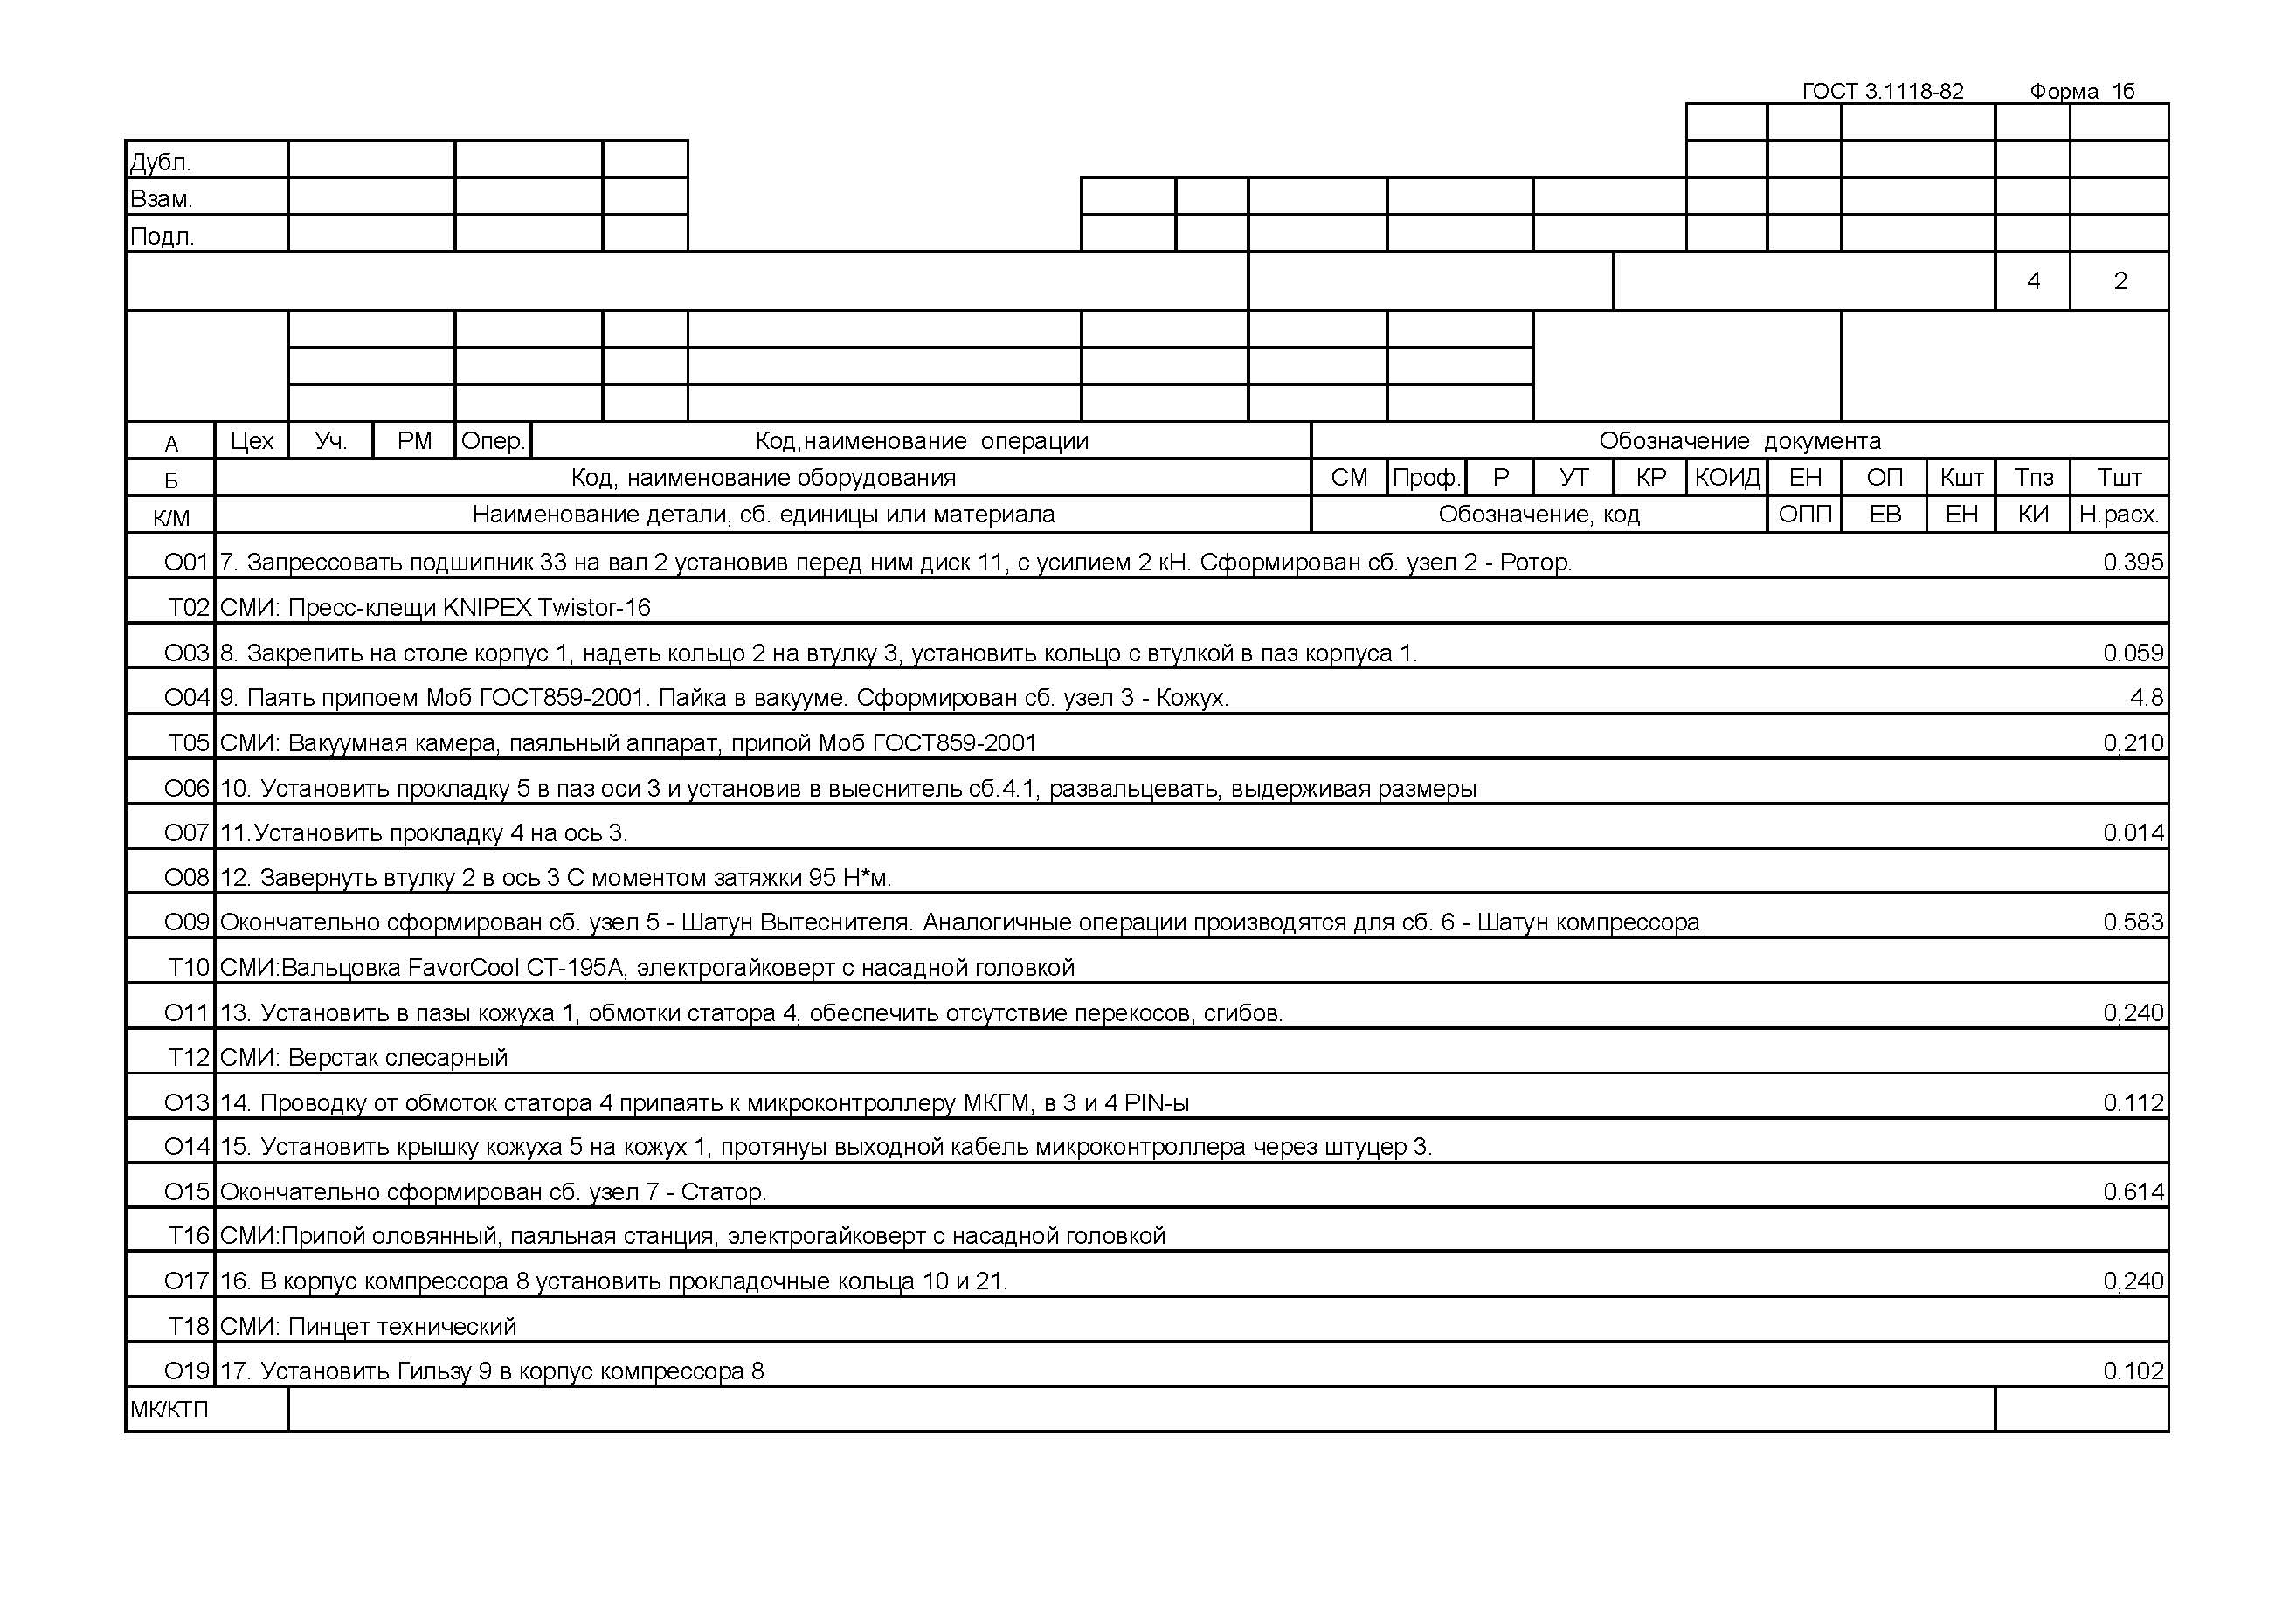 ГОСТ 3.1118-82 Форма 1б
Дубл.
Взам.
Подл.
4 2
А Цех Уч. РМ Опер. Код,наименование операции Обозначение документа
Б Код, наименование оборудования СМ Проф. Р УТ КР КОИД ЕН ОП Кшт Тпз Тшт
К/М Наименование детали, сб. единицы или материала Обозначение, код ОПП ЕВ ЕН КИ Н.расх.
О01 7. Запрессовать подшипник 33 на вал 2 установив перед ним диск 11, с усилием 2 кН. Сформирован сб. узел 2 - Ротор. 0.395
Т02 СМИ: Пресс-клещи KNIPEX Twistor-16
О03 8. Закрепить на столе корпус 1, надеть кольцо 2 на втулку 3, установить кольцо с втулкой в паз корпуса 1. 0.059
О04 9. Паять припоем Моб ГОСТ859-2001. Пайка в вакууме. Сформирован сб. узел 3 - Кожух. 4.8
Т05 СМИ: Вакуумная камера, паяльный аппарат, припой Моб ГОСТ859-2001 0,210
О06 10. Установить прокладку 5 в паз оси 3 и установив в выеснитель сб.4.1, развальцевать, выдерживая размеры
О07 11.Установить прокладку 4 на ось 3. 0.014
О08 12. Завернуть втулку 2 в ось 3 С моментом затяжки 95 Н*м.
О09 Окончательно сформирован сб. узел 5 - Шатун Вытеснителя. Аналогичные операции производятся для сб. 6 - Шатун компрессора 0.583
Т10 СМИ:Вальцовка FavorCool CT-195A, электрогайковерт с насадной головкой
О11 13. Установить в пазы кожуха 1, обмотки статора 4, обеспечить отсутствие перекосов, сгибов. 0,240
Т12 СМИ: Верстак слесарный
О13 14. Проводку от обмоток статора 4 припаять к микроконтроллеру МКГМ, в 3 и 4 PIN-ы 0.112
О14 15. Установить крышку кожуха 5 на кожух 1, протянуы выходной кабель микроконтроллера через штуцер 3.
О15 Окончательно сформирован сб. узел 7 - Статор. 0.614
Т16 СМИ:Припой оловянный, паяльная станция, электрогайковерт с насадной головкой
О17 16. В корпус компрессора 8 установить прокладочные кольца 10 и 21. 0,240
Т18 СМИ: Пинцет технический
О19 17. Установить Гильзу 9 в корпус компрессора 8 0.102
МК/КТП